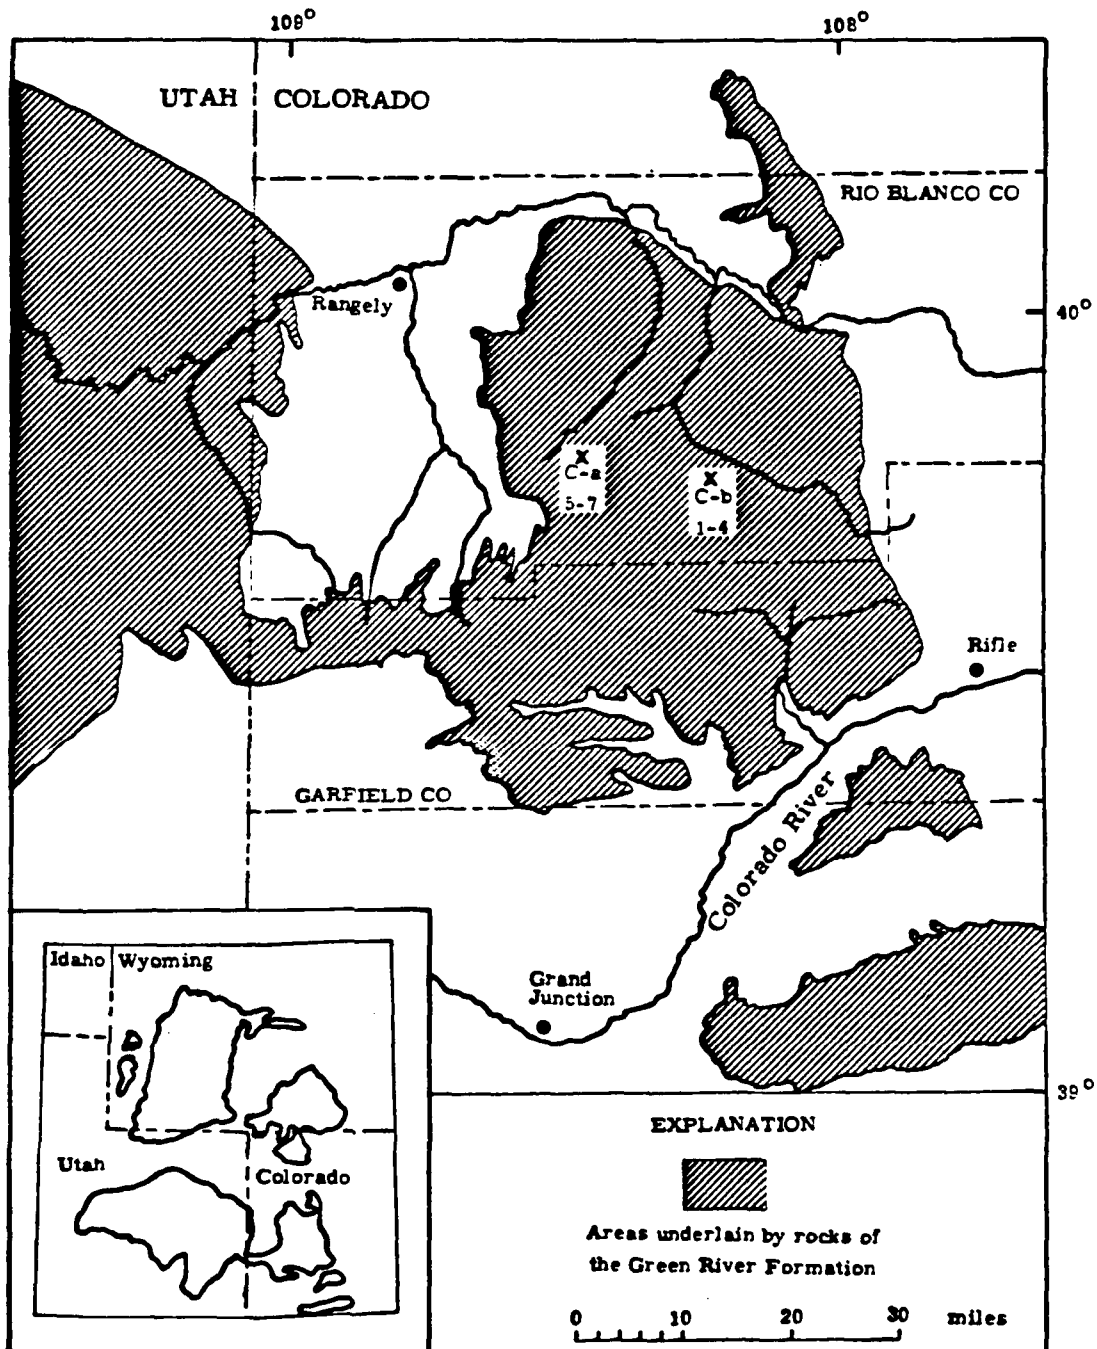 109°
108°
UTAH
COLORADO
RIO BLANCO CO
Rangely
40°
X
C-a
5-7
X
C-b
1-4
Rifle
GARFIELD CO
Colorado River
Grand
Junction
39°
Idaho
Wyoming
Utah
Colorado
EXPLANATION
Areas underlain by rocks of
the Green River Formation
0 10 20 30 miles